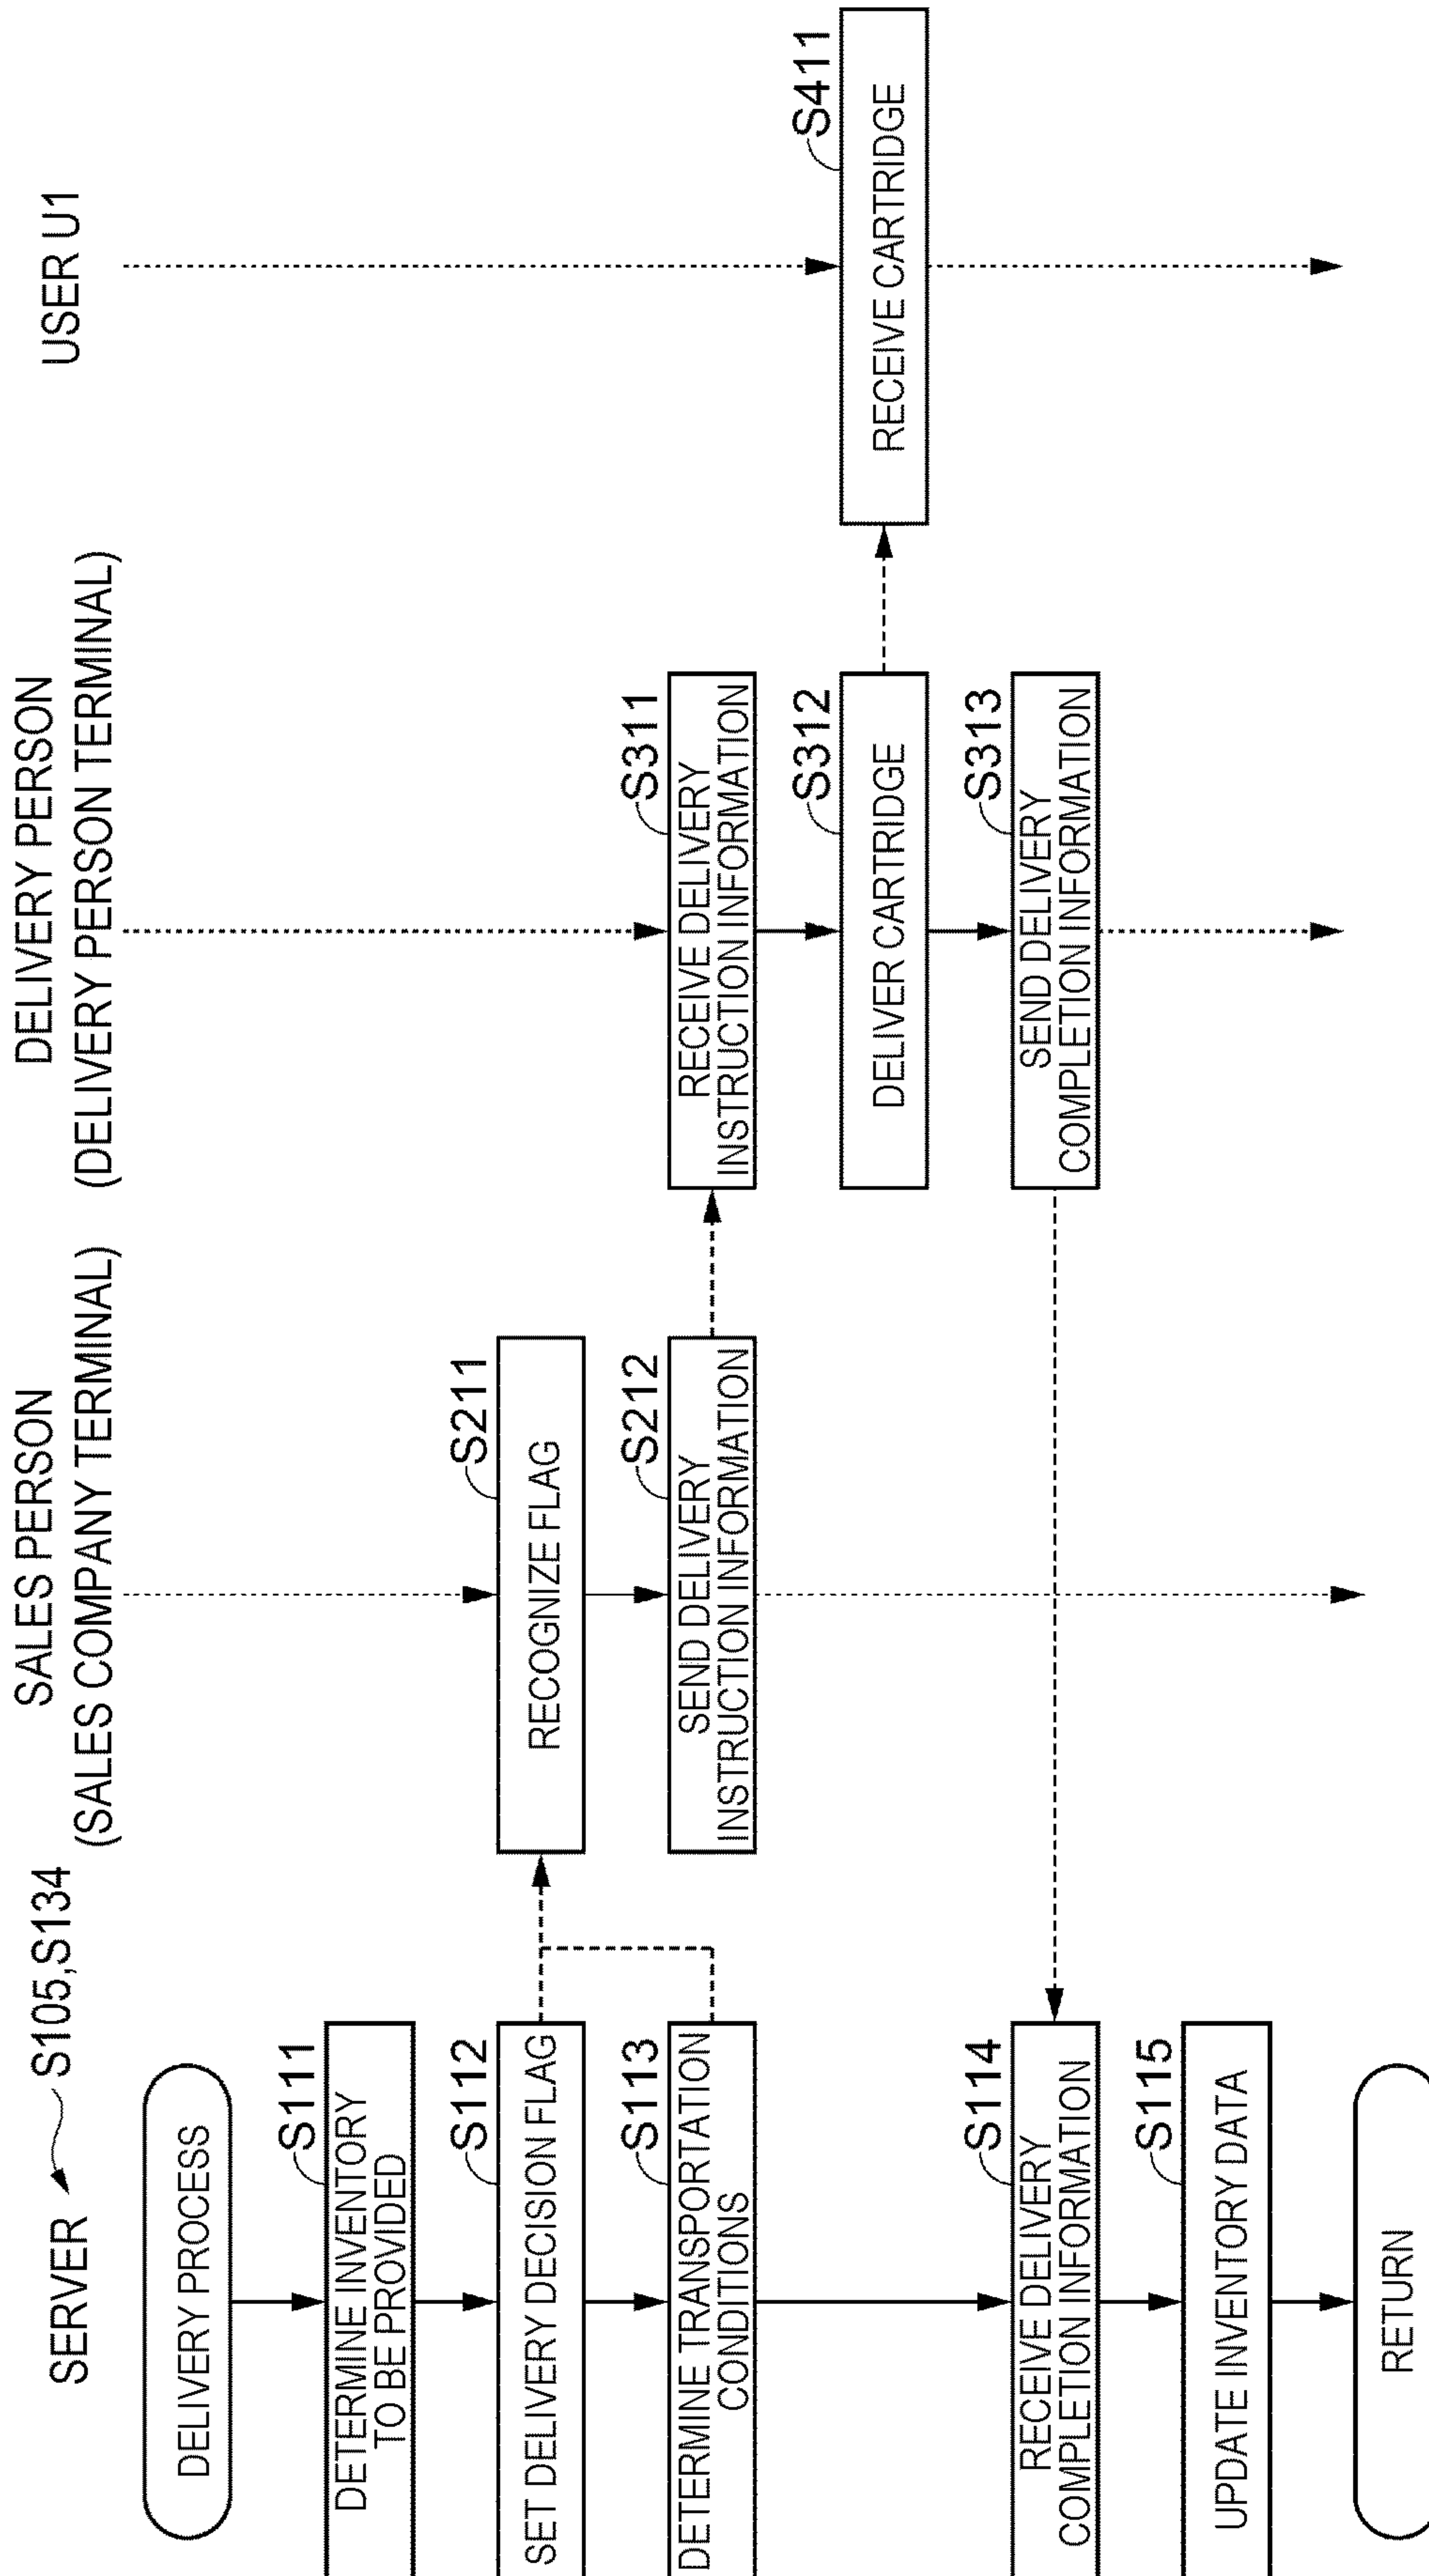 SERVER
S105,S134
DELIVERY PROCESS
S111
DETERMINE INVENTORY
TO BE PROVIDED
S112
SET DELIVERY DECISION FLAG
S113
DETERMINE TRANSPORTATION
CONDITIONS
S114
RECEIVE DELIVERY
COMPLETION INFORMATION
S115
UPDATE INVENTORY DATA
RETURN
SALES PERSON
(SALES COMPANY TERMINAL)
S211
RECOGNIZE FLAG
S212
SEND DELIVERY
INSTRUCTION INFORMATION
DELIVERY PERSON
(DELIVERY PERSON TERMINAL)
S311
RECEIVE DELIVERY
INSTRUCTION INFORMATION
S312
DELIVER CARTRIDGE
S313
SEND DELIVERY
COMPLETION INFORMATION
USER U1
S411
RECEIVE CARTRIDGE